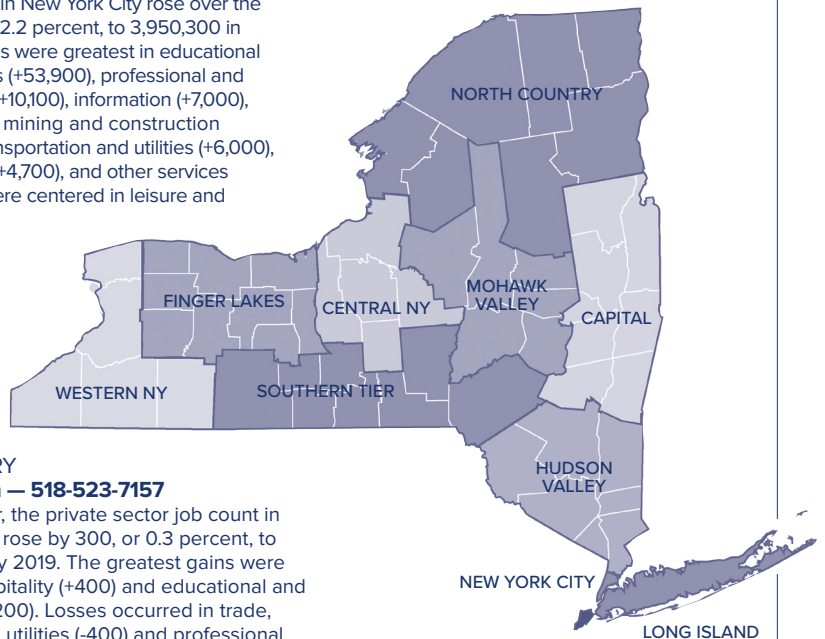 in New York City rose over the
2.2 percent, to 3,950,300 in
s were greatest in educational
s (+53,900), professional and
+10,100), information (+7,000),
mining and construction
nsportation and utilities (+6,000),
+4,700), and other services
ere centered in leisure and
NORTH COUNTRY
MOHAWK
VALLEY
FINGER LAKES
CENTRAL NY
CAPITAL
WESTERN NY
SOUTHERN TIER
HUDSON
VALLEY
NEW YORK CITY
LONG ISLAND
RY
— 518-523-7157
r, the private sector job count in
rose by 300, or 0.3 percent, to
y 2019. The greatest gains were
pitality (+400) and educational and
200). Losses occurred in trade,
utilities (-400) and professional